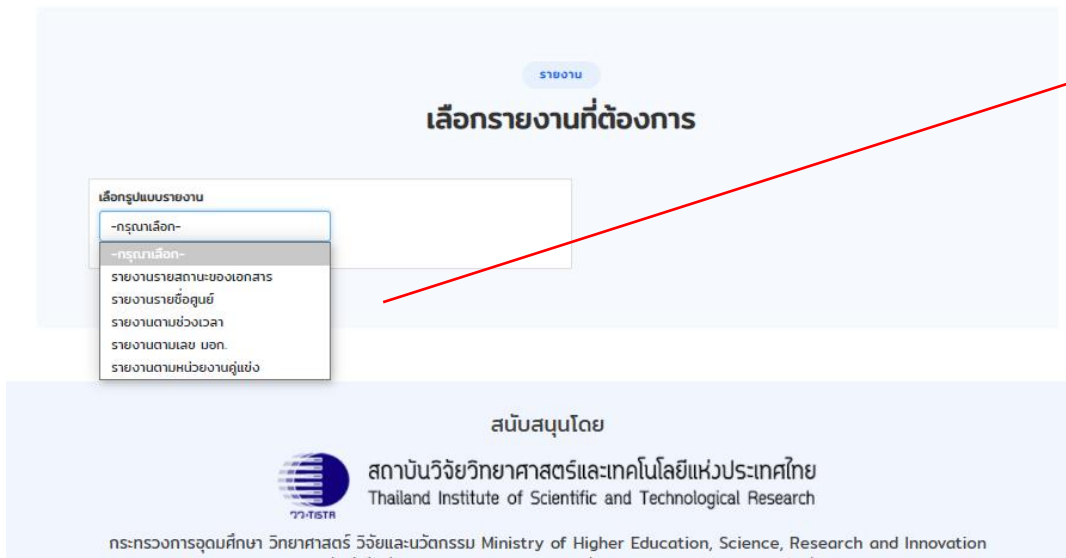 รายงาน
เลือกรายงานที่ต้องการ
เลือกรูปแบบรายงาน
-กรุณาเลือก-
-กรุณาเลือก-
รายงานรายสถานะของเอกสาร
รายงานรายชื่อศูนย์
รายงานตามช่วงเวลา
รายงานตามเลข มอก.
รายงานตามหน่วยงานคู่แข่ง
สนับสนุนโดย
สถาบันวิจัยวิทยาศาสตร์และเทคโนโลยีแห่งประเทศไทย
Thailand Institute of Scientific and Technological Research
วว-TISTR
กระทรวงการอุดมศึกษา วิทยาศาสตร์ วิจัยและนวัตกรรม Ministry of Higher Education, Science, Research and Innovation